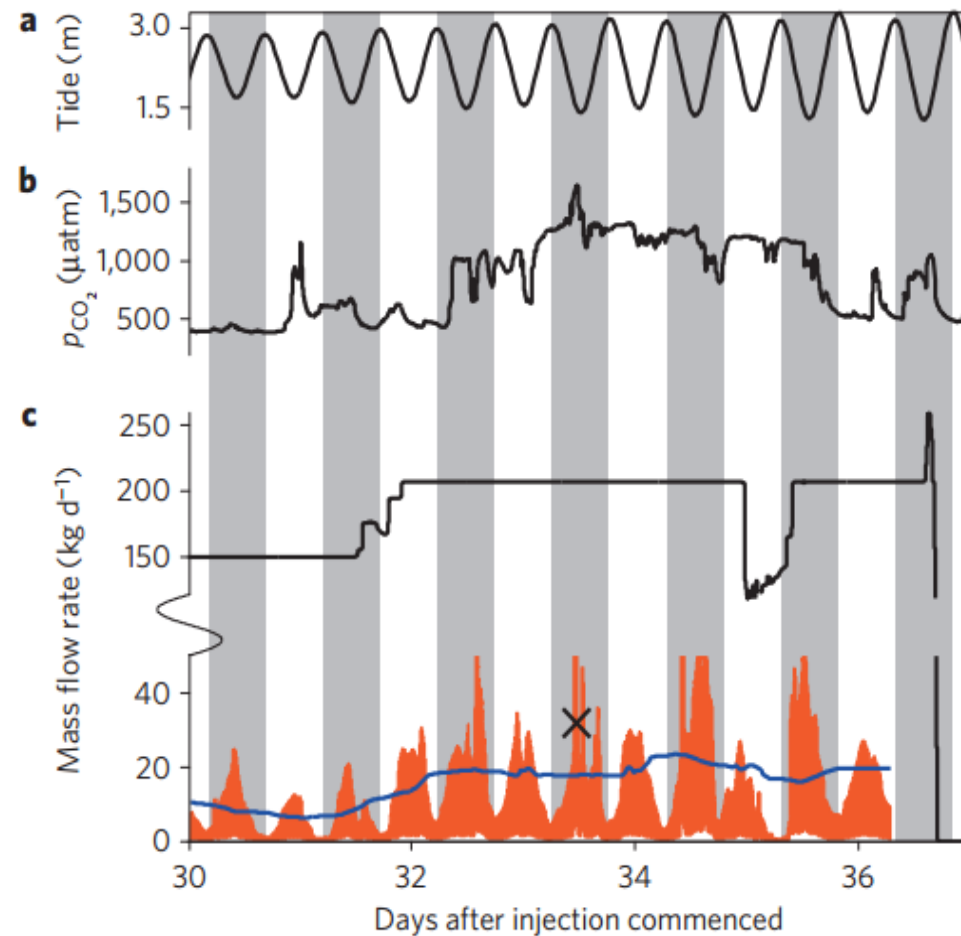 a
Tide (m)
3.0
1.5
b
pCO2 (µatm)
1,500
1,000
500
c
Mass flow rate (kg d⁻¹)
250
200
150
40
20
0
30
32
34
36
Days after injection commenced